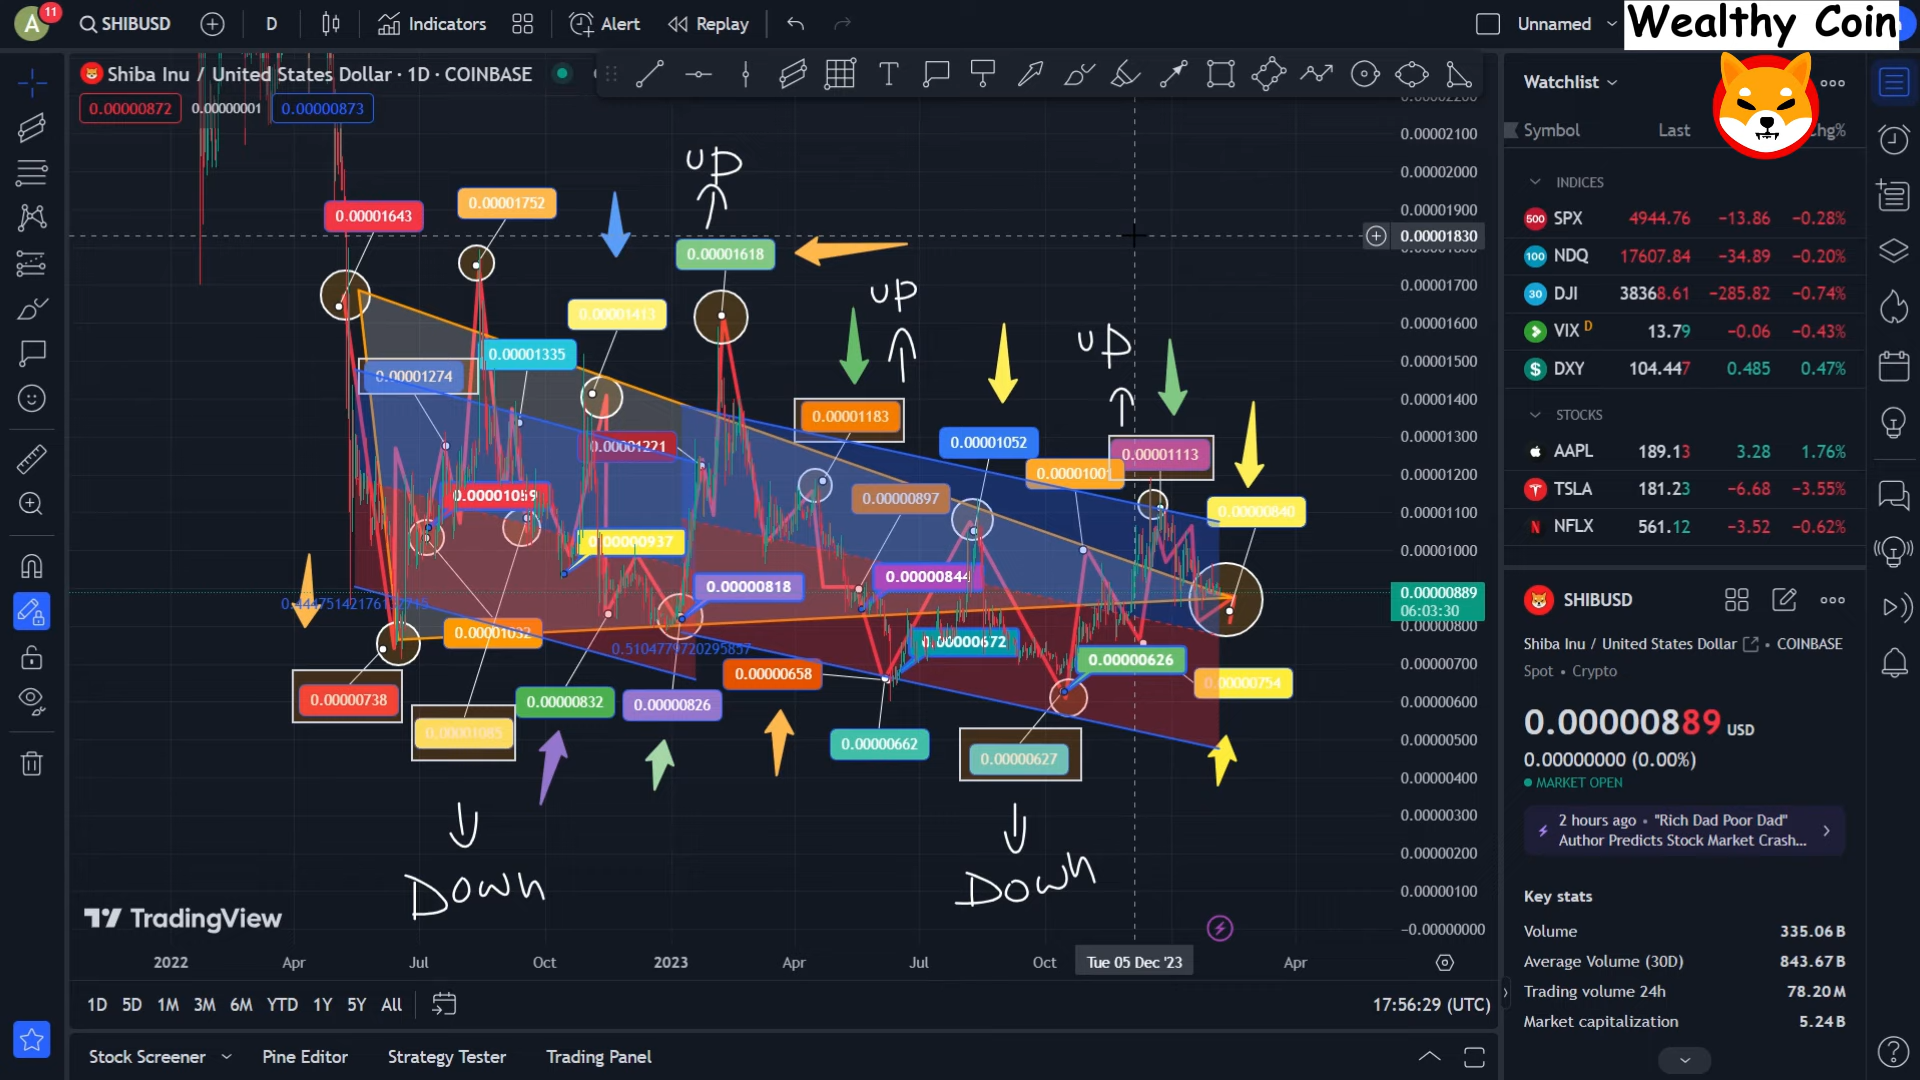 A
11
SHIBUSD
D
Indicators
Alert
Replay
Unnamed
Wealthy Coin
Shiba Inu / United States Dollar · 1D · COINBASE
0.00000872
0.00000001
0.00000873
T
UP
UP
UP
0.00001643
0.00001752
0.00001618
0.00001413
0.00001335
0.00001274
0.00001221
0.00001183
0.00001052
0.00001001
0.00001113
0.00000840
0.00001059
0.00000937
0.00000897
0.00000818
0.00000844
0.00001032
0.5104779720295857
0.00000672
0.00000626
0.00000754
0.00000658
0.00000738
0.00001085
0.00000832
0.00000826
0.00000662
0.00000627
Down
Down
TradingView
0.00002100
0.00002000
0.00001900
0.00001830
0.00001700
0.00001600
0.00001500
0.00001400
0.00001300
0.00001200
0.00001100
0.00001000
0.00000889
06:03:30
0.00000800
0.00000700
0.00000600
0.00000500
0.00000400
0.00000300
0.00000200
0.00000100
−0.00000000
2022 Apr Jul Oct 2023 Apr Jul Oct Tue 05 Dec '23 Apr
1D 5D 1M 3M 6M YTD 1Y 5Y All
17:56:29 (UTC)
Stock Screener Pine Editor Strategy Tester Trading Panel
Watchlist
Symbol Last Chg%
INDICES
500 SPX 4944.76 −13.86 −0.28%
100 NDQ 17607.84 −34.89 −0.20%
30 DJI 38368.61 −285.82 −0.74%
VIX D 13.79 −0.06 −0.43%
$ DXY 104.447 0.485 0.47%
STOCKS
AAPL 189.13 3.28 1.76%
TSLA 181.23 −6.68 −3.55%
N NFLX 561.12 −3.52 −0.62%
SHIBUSD
Shiba Inu / United States Dollar • COINBASE
Spot • Crypto
0.00000889 USD
0.00000000 (0.00%)
MARKET OPEN
2 hours ago • "Rich Dad Poor Dad"
Author Predicts Stock Market Crash...
Key stats
Volume 335.06B
Average Volume (30D) 843.67B
Trading volume 24h 78.20M
Market capitalization 5.24B